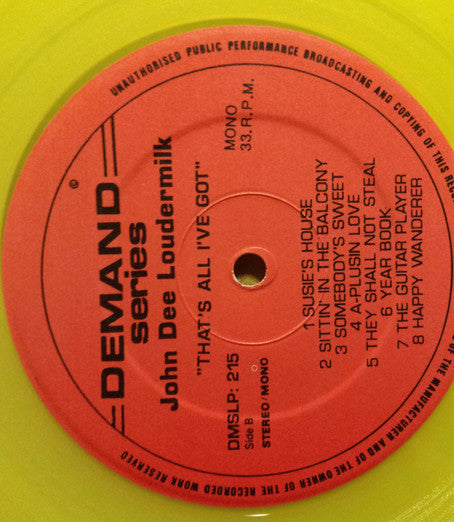 UNAUTHORISED PUBLIC PERFORMANCE BROADCASTING AND COPYING OF THIS RECO
©
DEMAND
series
John Dee Loudermilk
"THAT'S ALL I'VE GOT"
DMSLP: 215
Side B
STEREO/MONO
MONO
33.R.P.M.
1 SUSIE'S HOUSE
2 SITTIN' IN THE BALCONY
3 SOMEBODY'S SWEET
4 A-PLUSIN LOVE
5 THEY SHALL NOT STEAL
6 YEAR BOOK
7 THE GUITAR PLAYER
8 HAPPY WANDERER
OF THE MANUFACTURER AND OF THE OWNER OF THE RECORDED WORK RESERVED